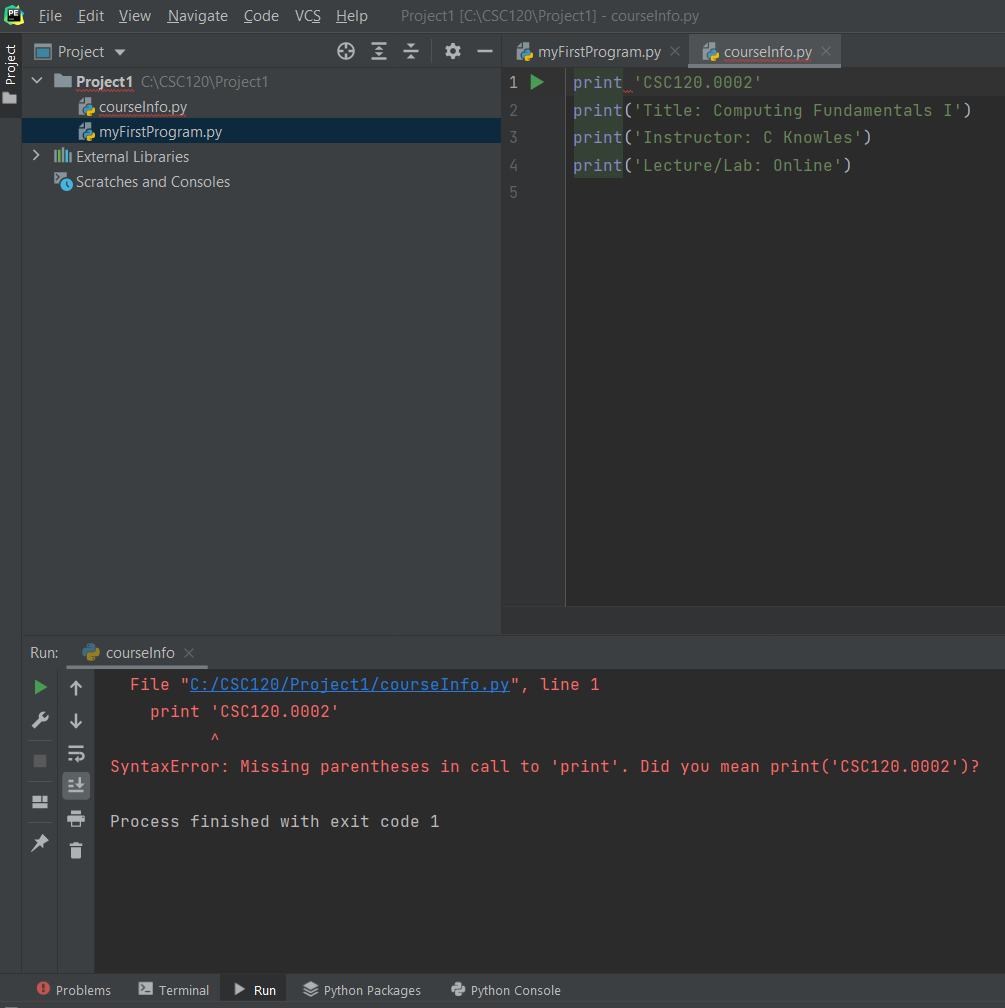 PE File Edit View Navigate Code VCS Help Project1 [C:\CSC120\Project1] - courseInfo.py
Project
Project
myFirstProgram.py
courseInfo.py
Project1 C:\CSC120\Project1
courseInfo.py
myFirstProgram.py
External Libraries
Scratches and Consoles
1 print 'CSC120.0002'
2 print('Title: Computing Fundamentals I')
3 print('Instructor: C Knowles')
4 print('Lecture/Lab: Online')
5
Run: courseInfo
File "C:/CSC120/Project1/courseInfo.py", line 1
print 'CSC120.0002'
^
SyntaxError: Missing parentheses in call to 'print'. Did you mean print('CSC120.0002')?
Process finished with exit code 1
Problems Terminal Run Python Packages Python Console